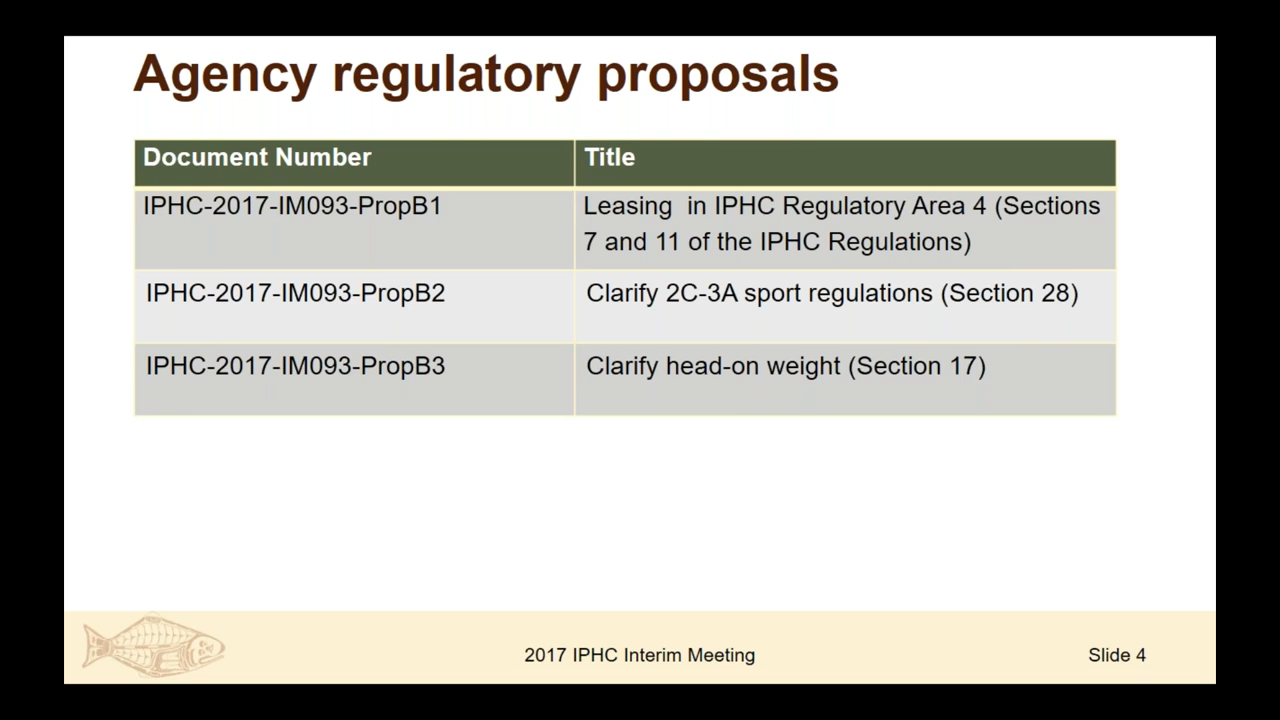 Agency regulatory proposals
Document Number
Title
IPHC-2017-IM093-PropB1
Leasing in IPHC Regulatory Area 4 (Sections
7 and 11 of the IPHC Regulations)
IPHC-2017-IM093-PropB2
Clarify 2C-3A sport regulations (Section 28)
IPHC-2017-IM093-PropB3
Clarify head-on weight (Section 17)
2017 IPHC Interim Meeting
Slide 4